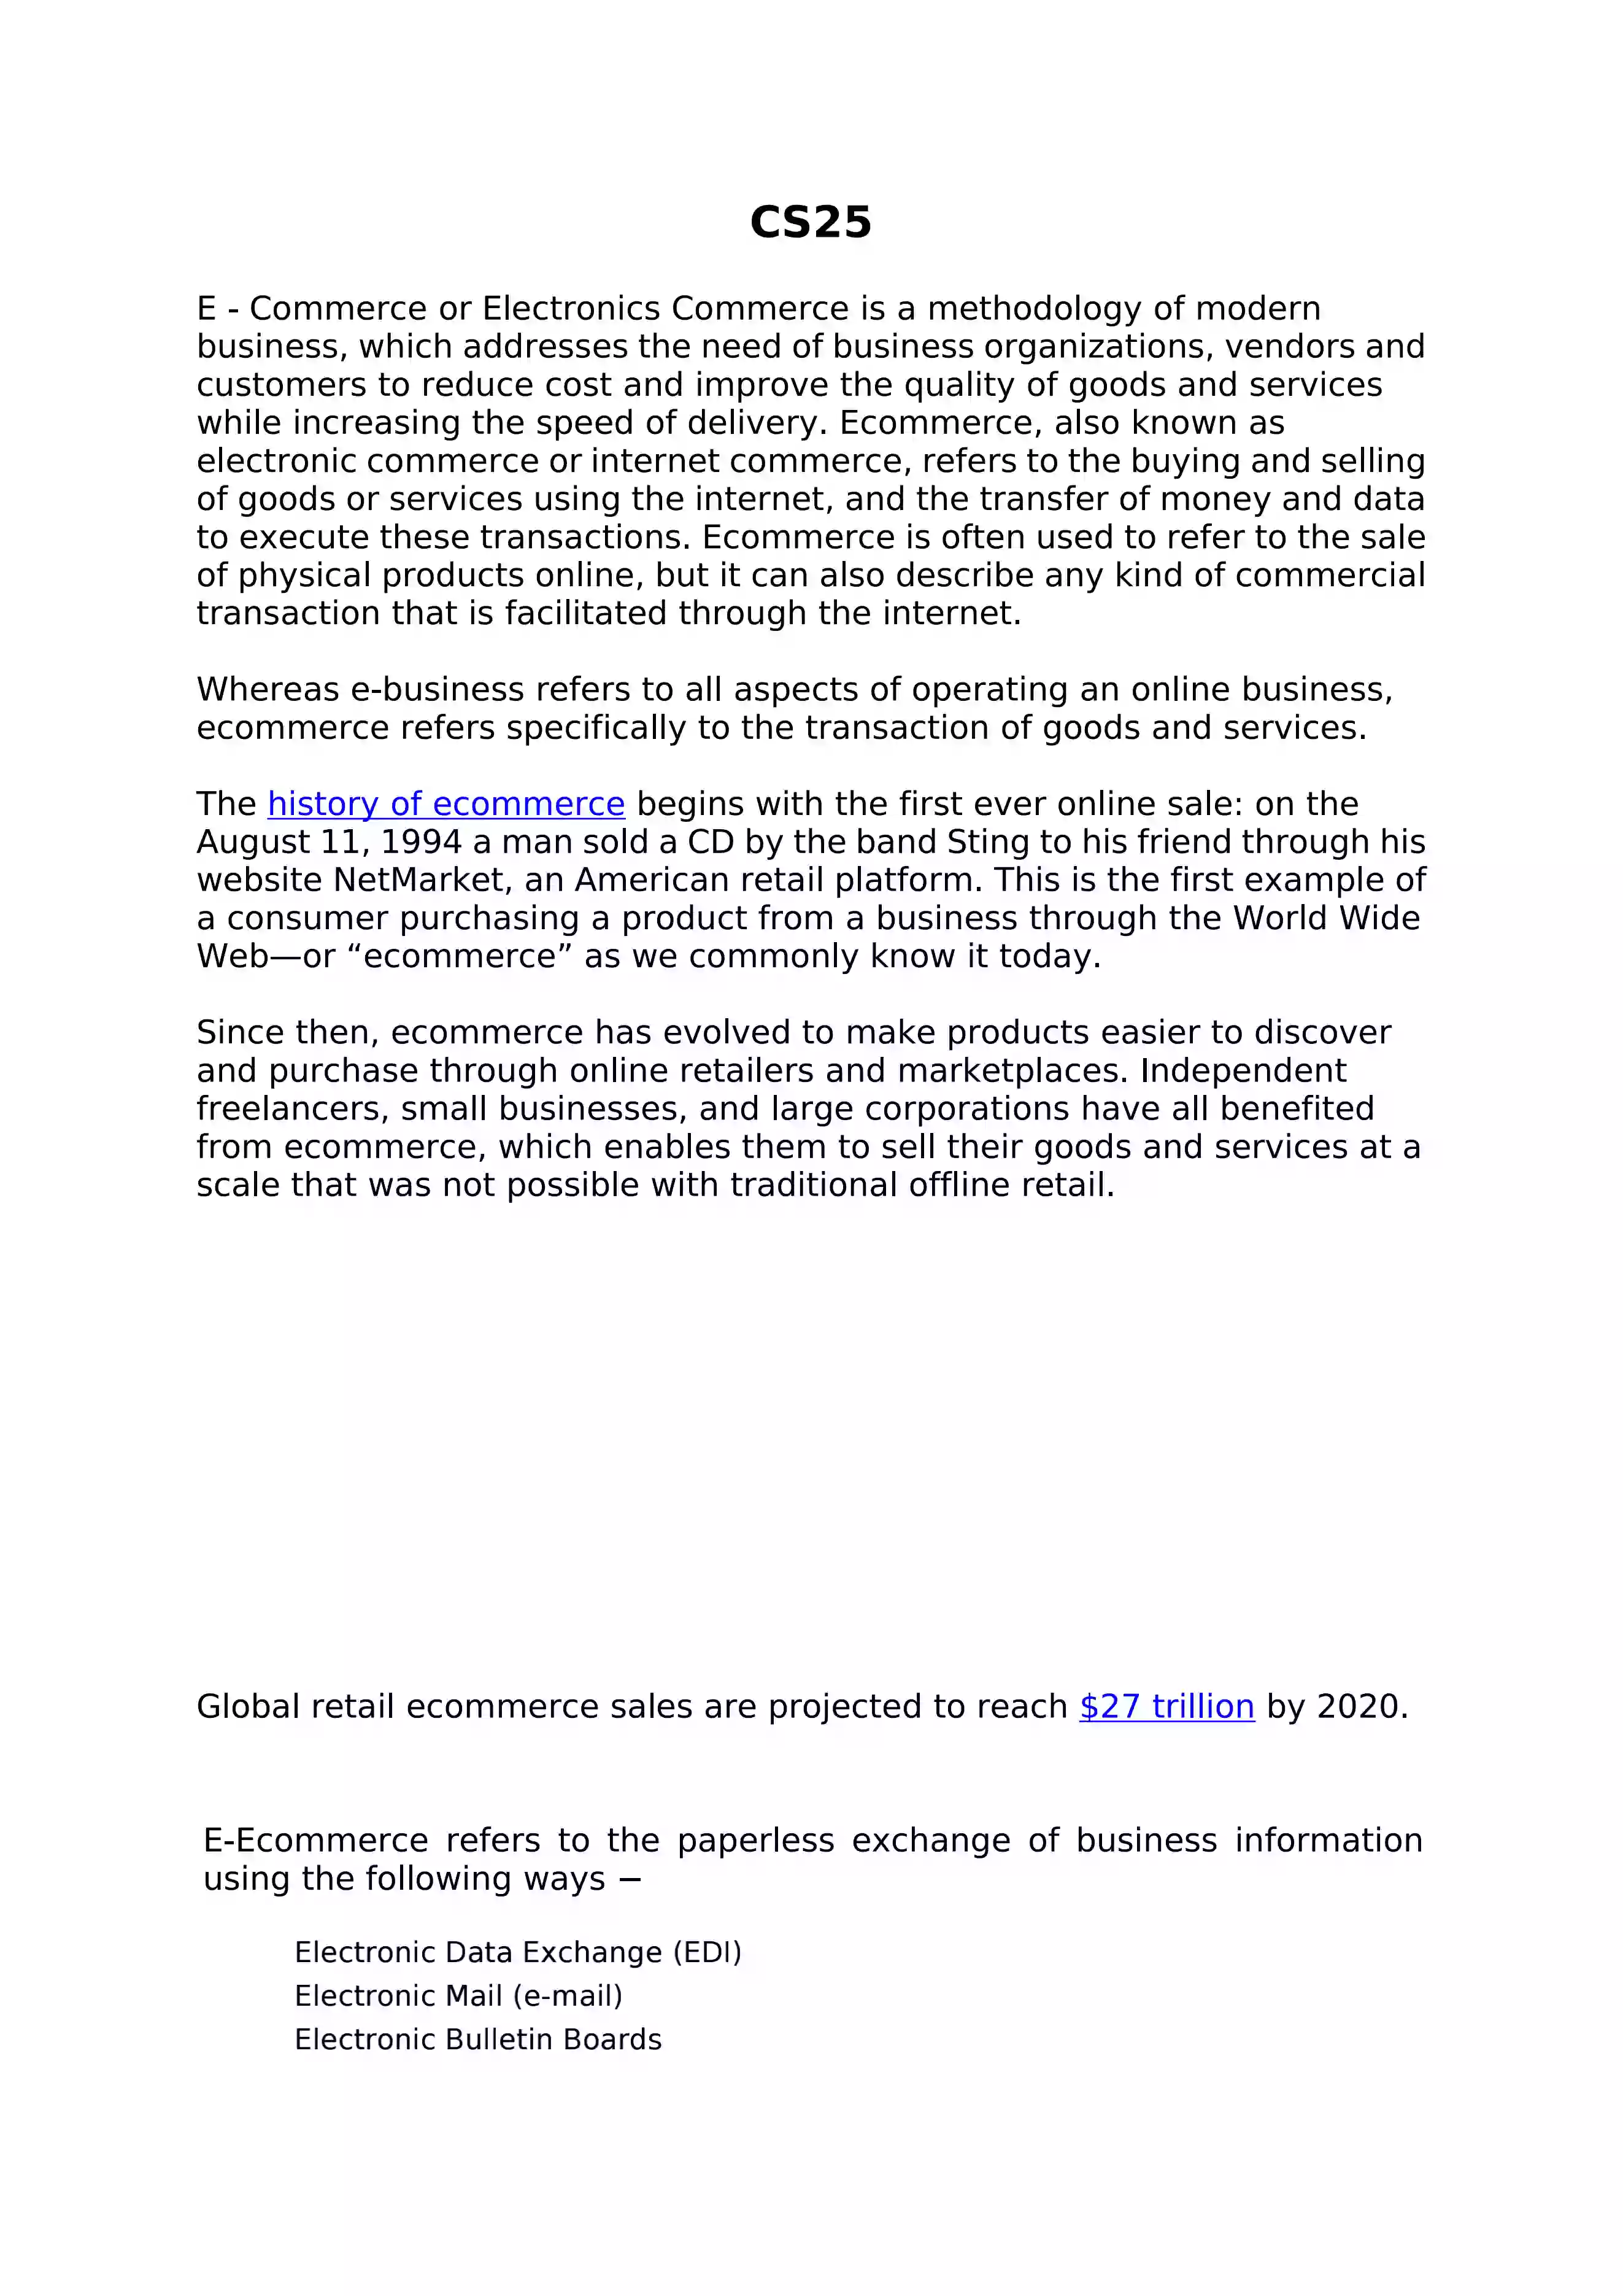 CS25
E - Commerce or Electronics Commerce is a methodology of modern
business, which addresses the need of business organizations, vendors and
customers to reduce cost and improve the quality of goods and services
while increasing the speed of delivery. Ecommerce, also known as
electronic commerce or internet commerce, refers to the buying and selling
of goods or services using the internet, and the transfer of money and data
to execute these transactions. Ecommerce is often used to refer to the sale
of physical products online, but it can also describe any kind of commercial
transaction that is facilitated through the internet.
Whereas e-business refers to all aspects of operating an online business,
ecommerce refers specifically to the transaction of goods and services.
The history of ecommerce begins with the first ever online sale: on the
August 11, 1994 a man sold a CD by the band Sting to his friend through his
website NetMarket, an American retail platform. This is the first example of
a consumer purchasing a product from a business through the World Wide
Web—or “ecommerce” as we commonly know it today.
Since then, ecommerce has evolved to make products easier to discover
and purchase through online retailers and marketplaces. Independent
freelancers, small businesses, and large corporations have all benefited
from ecommerce, which enables them to sell their goods and services at a
scale that was not possible with traditional offline retail.
Global retail ecommerce sales are projected to reach $27 trillion by 2020.
E-Ecommerce refers to the paperless exchange of business information
using the following ways −
Electronic Data Exchange (EDI)
Electronic Mail (e-mail)
Electronic Bulletin Boards